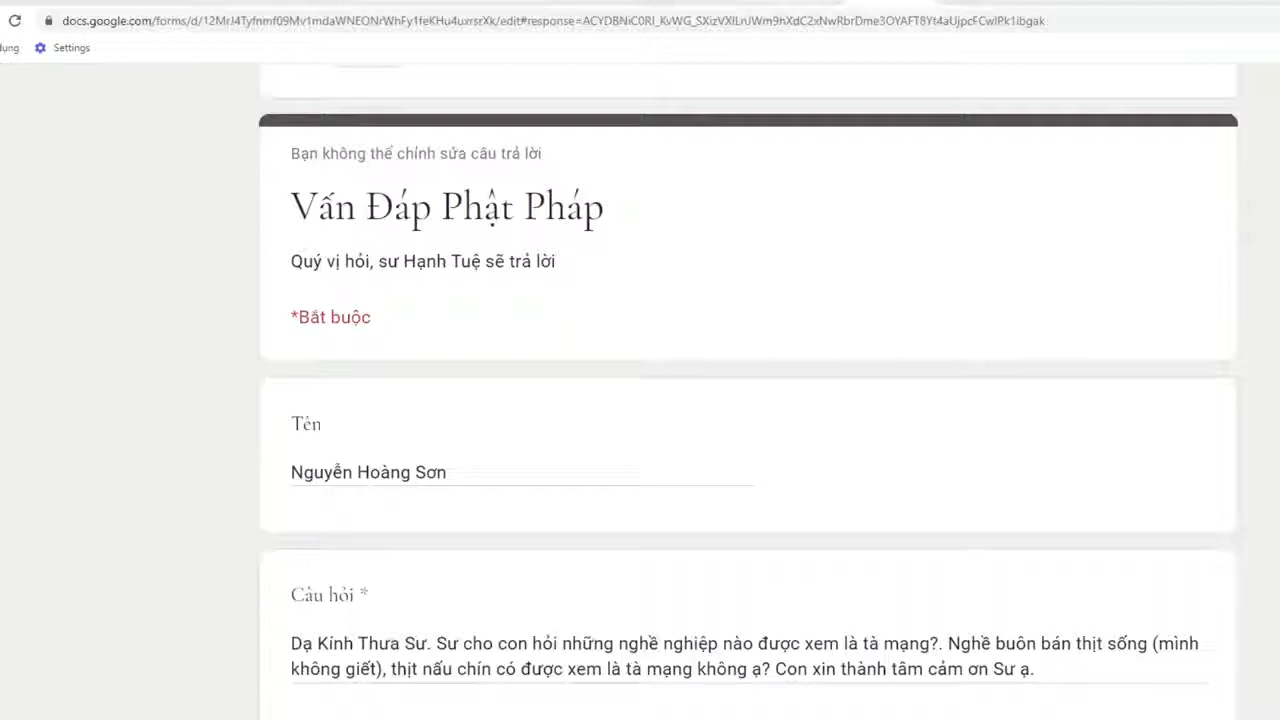 docs.google.com/forms/d/
dung Settings
Bạn không thể chỉnh sửa câu trả lời
Vấn Đáp Phật Pháp
Quý vị hỏi, sư Hạnh Tuệ sẽ trả lời
*Bắt buộc
Tên
Nguyễn Hoàng Sơn
Câu hỏi *
Dạ Kính Thưa Sư. Sư cho con hỏi những nghề nghiệp nào được xem là tà mạng?. Nghề buôn bán thịt sống (mình
không giết), thịt nấu chín có được xem là tà mạng không ạ? Con xin thành tâm cảm ơn Sư ạ.